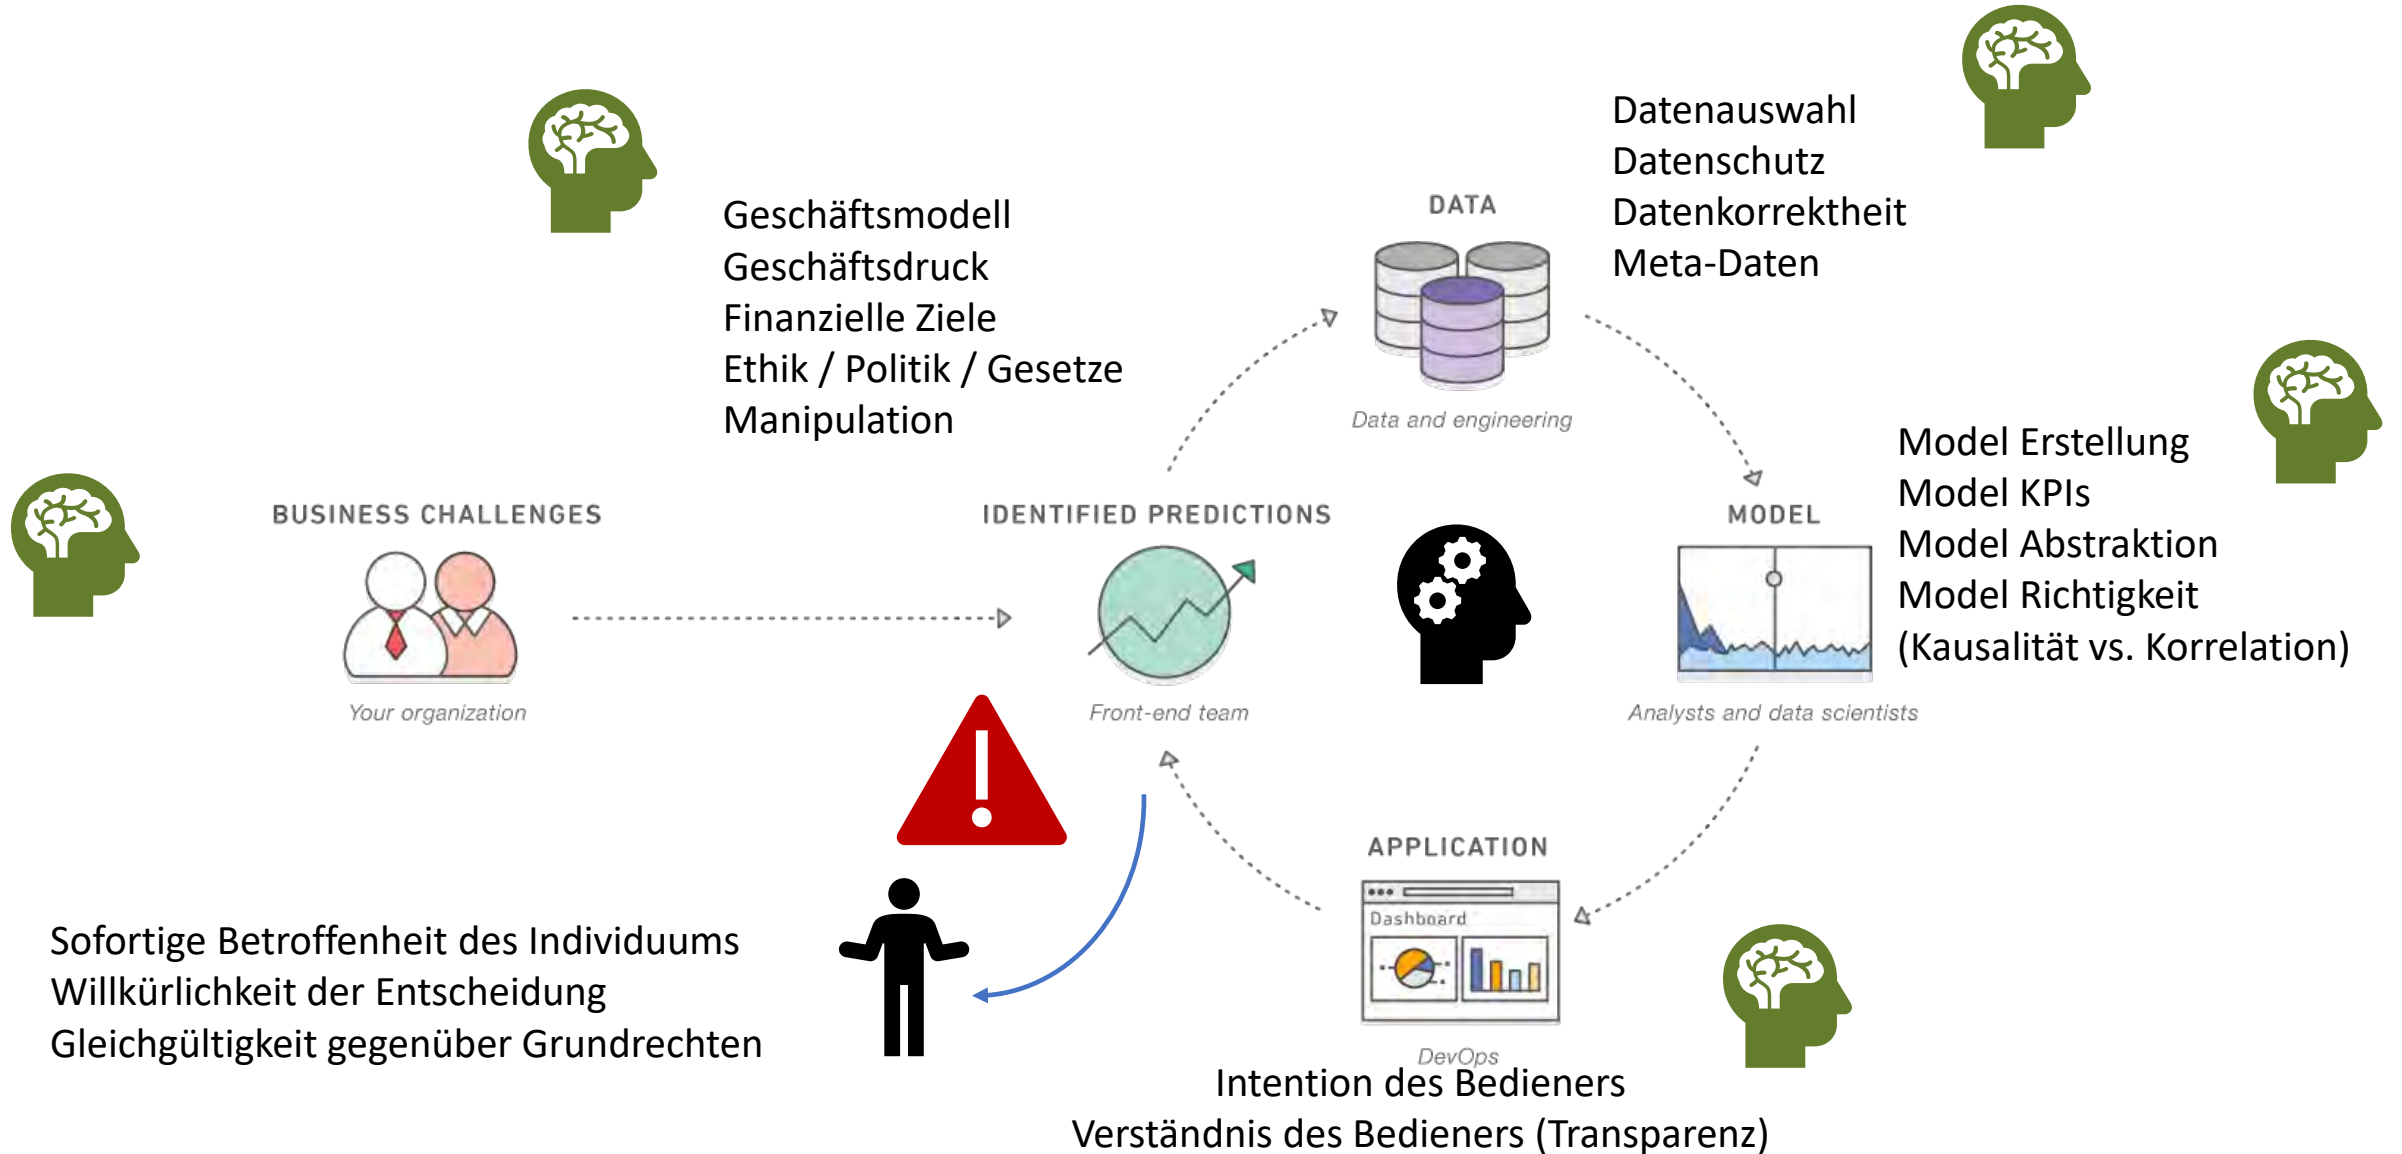 Geschäftsmodell
Geschäftsdruck
Finanzielle Ziele
Ethik / Politik / Gesetze
Manipulation
Datenauswahl
Datenschutz
Datenkorrektheit
Meta-Daten
DATA
Data and engineering
BUSINESS CHALLENGES
Your organization
IDENTIFIED PREDICTIONS
Front-end team
MODEL
Analysts and data scientists
Model Erstellung
Model KPIs
Model Abstraktion
Model Richtigkeit
(Kausalität vs. Korrelation)
APPLICATION
Dashboard
DevOps
Intention des Bedieners
Verständnis des Bedieners (Transparenz)
Sofortige Betroffenheit des Individuums
Willkürlichkeit der Entscheidung
Gleichgültigkeit gegenüber Grundrechten